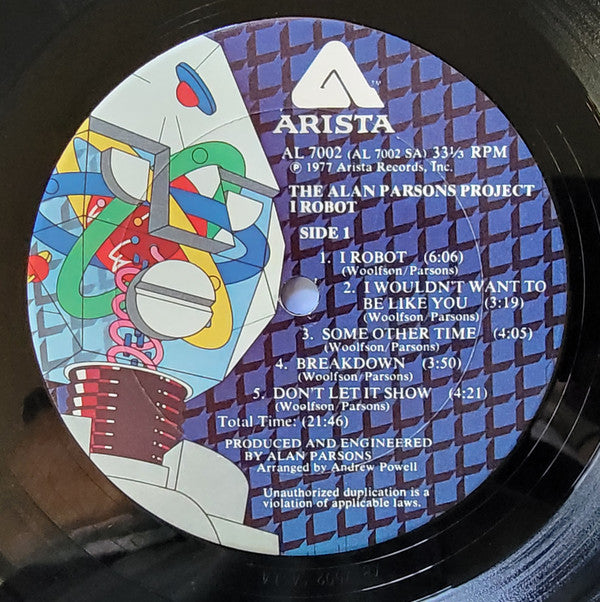 ARISTA™
AL 7002 (AL 7002 SA) 33⅓ RPM
℗ 1977 Arista Records, Inc.
THE ALAN PARSONS PROJECT
I ROBOT
SIDE 1
1. I ROBOT (6:06)
(Woolfson/Parsons)
2. I WOULDN'T WANT TO
BE LIKE YOU (3:19)
(Woolfson/Parsons)
3. SOME OTHER TIME (4:05)
(Woolfson/Parsons)
4. BREAKDOWN (3:50)
(Woolfson/Parsons)
5. DON'T LET IT SHOW (4:21)
(Woolfson/Parsons)
Total Time: (21:46)
PRODUCED AND ENGINEERED
BY ALAN PARSONS
Arranged by Andrew Powell
Unauthorized duplication is a
violation of applicable laws.